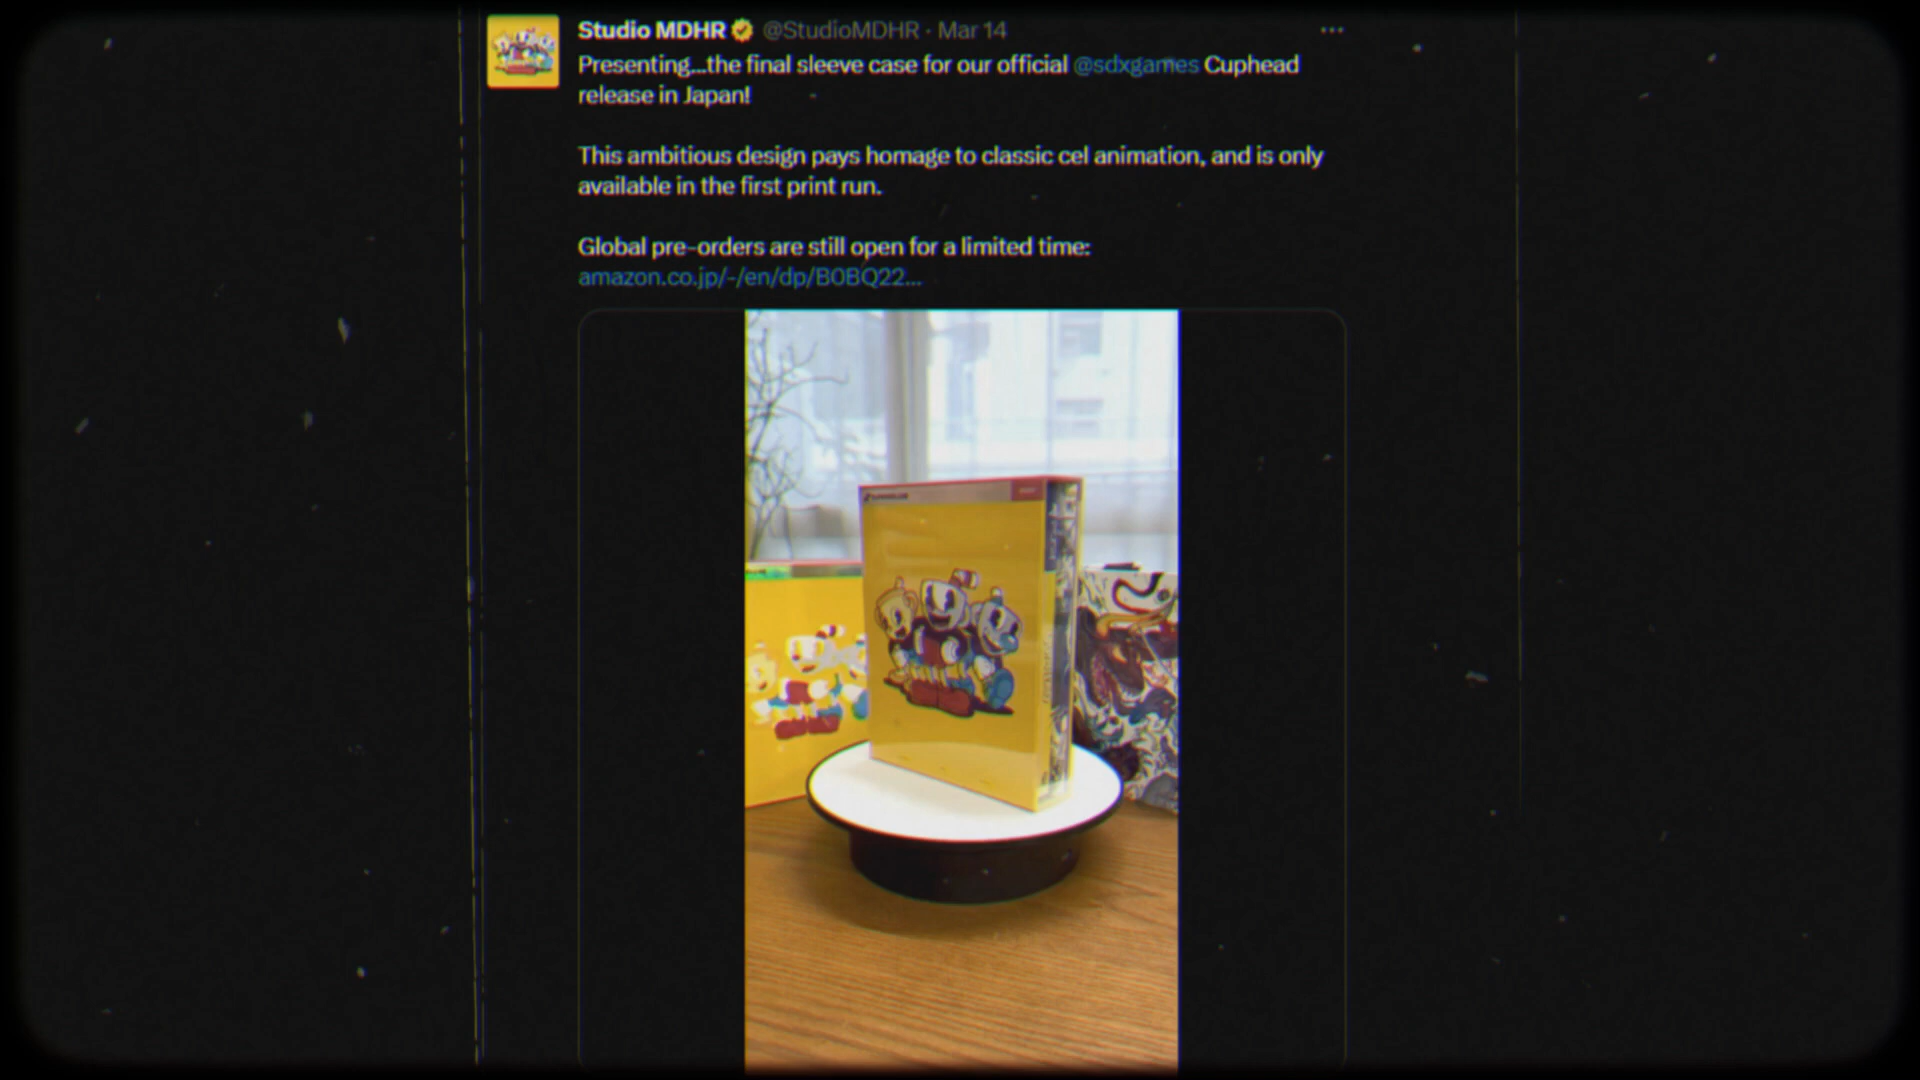 Studio MDHR @StudioMDHR · Mar 14
Presenting...the final sleeve case for our official @sdxgames Cuphead
release in Japan!
This ambitious design pays homage to classic cel animation, and is only
available in the first print run.
Global pre-orders are still open for a limited time:
amazon.co.jp/-/en/dp/B0BQ22...